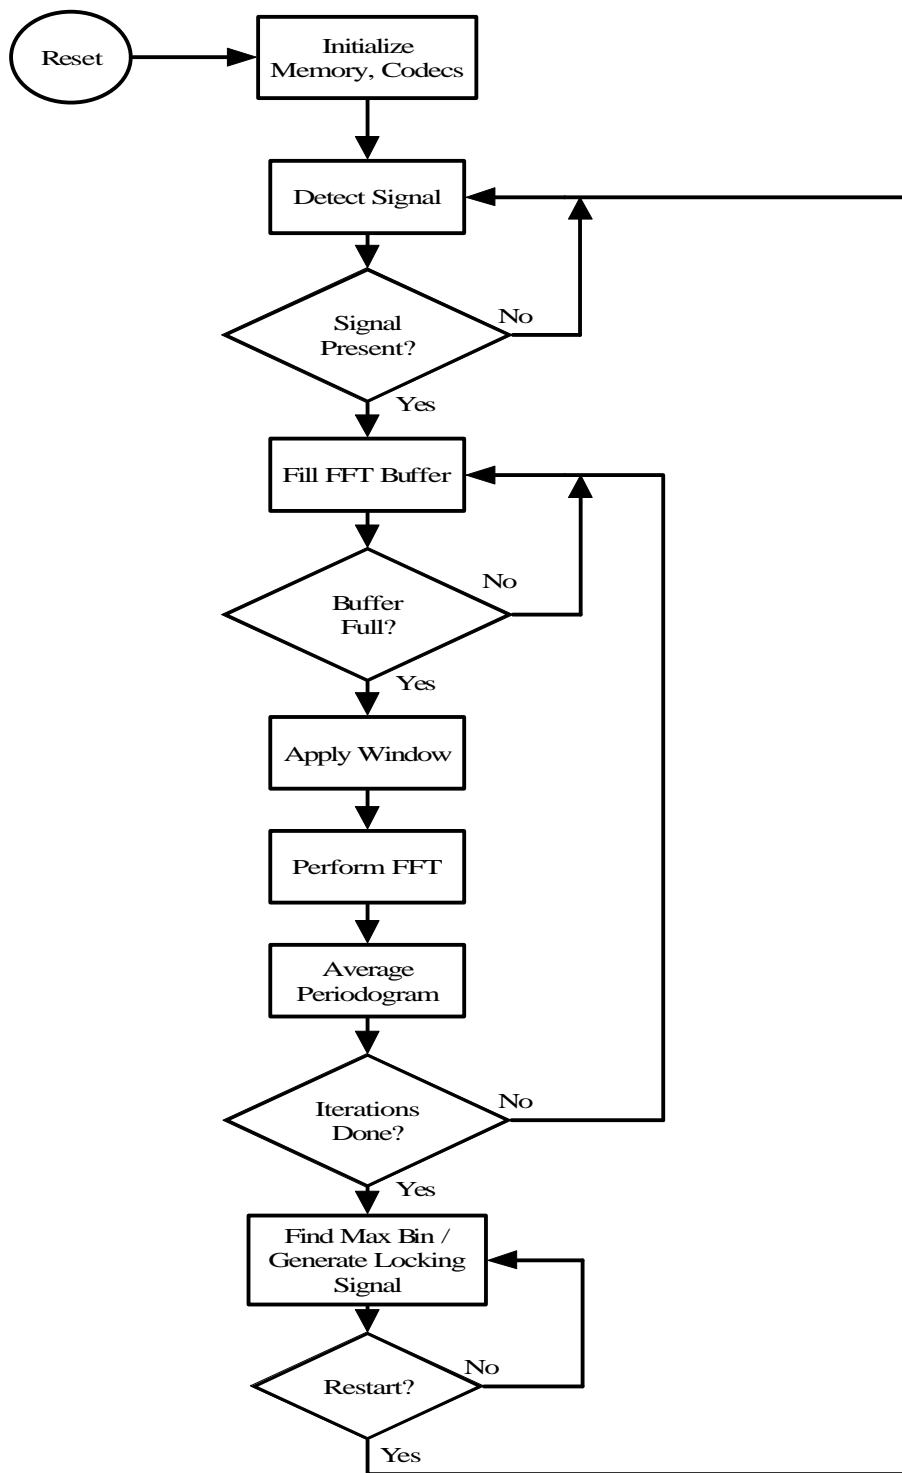 Reset
Initialize
Memory, Codecs
Detect Signal
Signal
Present?
No
Yes
Fill FFT Buffer
Buffer
Full?
No
Yes
Apply Window
Perform FFT
Average
Periodogram
Iterations
Done?
No
Yes
Find Max Bin /
Generate Locking
Signal
Restart?
No
Yes